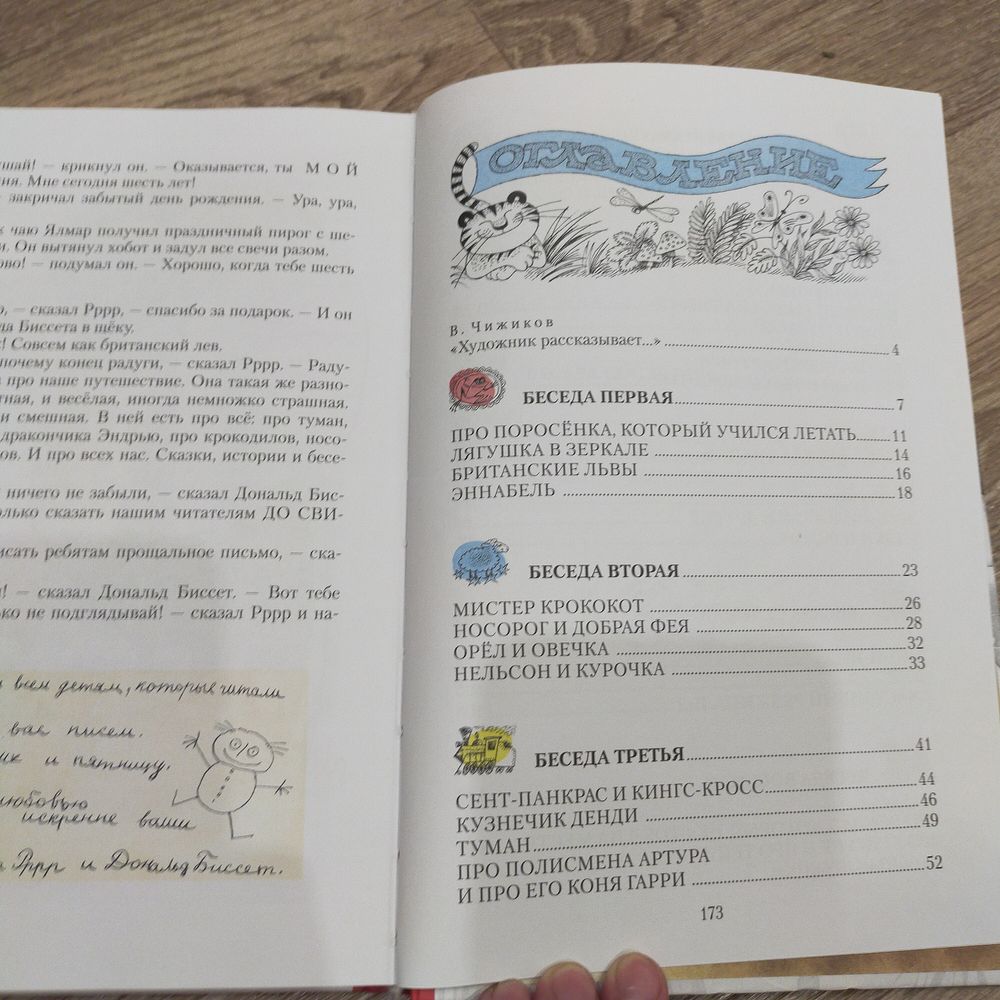 — крикнул он. — Оказывается, ты М О Й
Мне сегодня шесть лет!
закричал забытый день рождения. — Ура, ура,
чаю Ялмар получил праздничный пирог с ше-
Он вытянул хобот и задул все свечи разом.
— подумал он. — Хорошо, когда тебе шесть
— сказал Рррр, — спасибо за подарок. — И он
Биссета в щёку.
Совсем как британский лев.
почему конец радуги, — сказал Рррр. — Раду-
про наше путешествие. Она такая же разно-
и весёлая, иногда немножко страшная,
и смешная. В ней есть про всё: про туман,
дракончика Эндрью, про крокодилов, носо-
И про всех нас. Сказки, истории и бесе-
ничего не забыли, — сказал Дональд Бис-
сказать нашим читателям ДО СВИ-
ребятам прощальное письмо, — ска-
— сказал Дональд Биссет. — Вот тебе
не подглядывай! — сказал Рррр и на-
всем детям, которые читали
вас писем.
и пятницу.
любовью
искренне ваши
Рррр и Дональд Биссет.
ОГЛАВЛЕНИЕ
В. Чижиков
«Художник рассказывает...» 4
БЕСЕДА ПЕРВАЯ 7
ПРО ПОРОСЁНКА, КОТОРЫЙ УЧИЛСЯ ЛЕТАТЬ 11
ЛЯГУШКА В ЗЕРКАЛЕ 14
БРИТАНСКИЕ ЛЬВЫ 16
ЭННАБЕЛЬ 18
БЕСЕДА ВТОРАЯ 23
МИСТЕР КРОКОКОТ 26
НОСОРОГ И ДОБРАЯ ФЕЯ 28
ОРЁЛ И ОВЕЧКА 32
НЕЛЬСОН И КУРОЧКА 33
БЕСЕДА ТРЕТЬЯ 41
СЕНТ-ПАНКРАС И КИНГС-КРОСС 44
КУЗНЕЧИК ДЕНДИ 46
ТУМАН 49
ПРО ПОЛИСМЕНА АРТУРА
И ПРО ЕГО КОНЯ ГАРРИ 52
173